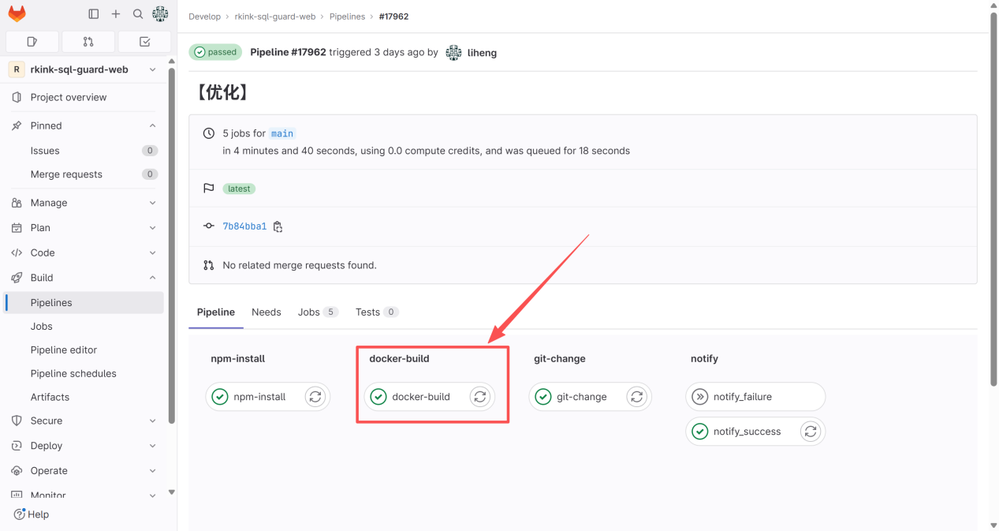 Develop › rkink-sql-guard-web › Pipelines › #17962
R rkink-sql-guard-web
Project overview
Pinned
Issues 0
Merge requests 0
Manage
Plan
Code
Build
Pipelines
Jobs
Pipeline editor
Pipeline schedules
Artifacts
Secure
Deploy
Operate
Monitor
Help
passed Pipeline #17962 triggered 3 days ago by liheng
【优化】
5 jobs for main
in 4 minutes and 40 seconds, using 0.0 compute credits, and was queued for 18 seconds
latest
7b84bba1
No related merge requests found.
Pipeline Needs Jobs 5 Tests 0
npm-install docker-build git-change notify
npm-install docker-build git-change notify_failure
notify_success